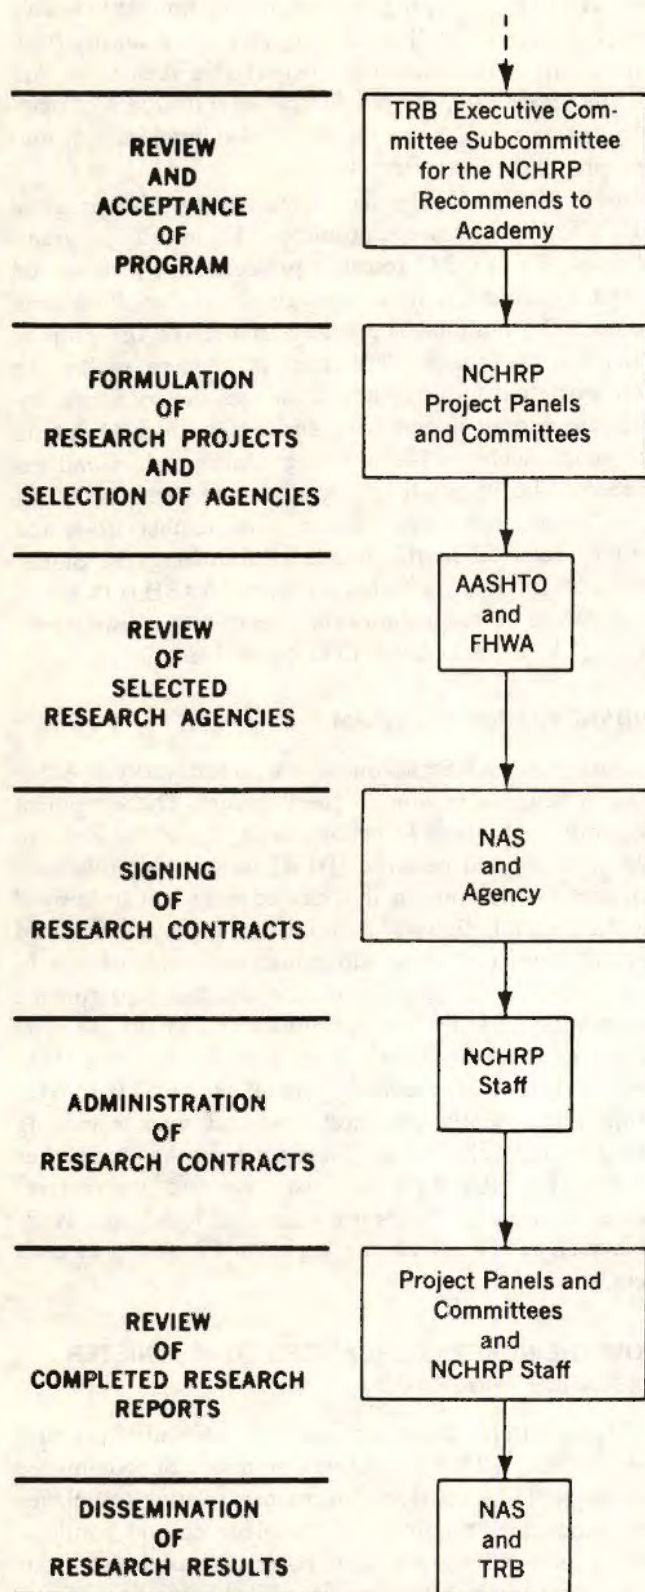 REVIEW
AND
ACCEPTANCE
OF
PROGRAM
TRB Executive Com-
mittee Subcommittee
for the NCHRP
Recommends to
Academy
FORMULATION
OF
RESEARCH PROJECTS
AND
SELECTION OF AGENCIES
NCHRP
Project Panels
and Committees
REVIEW
OF
SELECTED
RESEARCH AGENCIES
AASHTO
and
FHWA
SIGNING
OF
RESEARCH CONTRACTS
NAS
and
Agency
ADMINISTRATION
OF
RESEARCH CONTRACTS
NCHRP
Staff
REVIEW
OF
COMPLETED RESEARCH
REPORTS
Project Panels and
Committees
and
NCHRP Staff
DISSEMINATION
OF
RESEARCH RESULTS
NAS
and
TRB